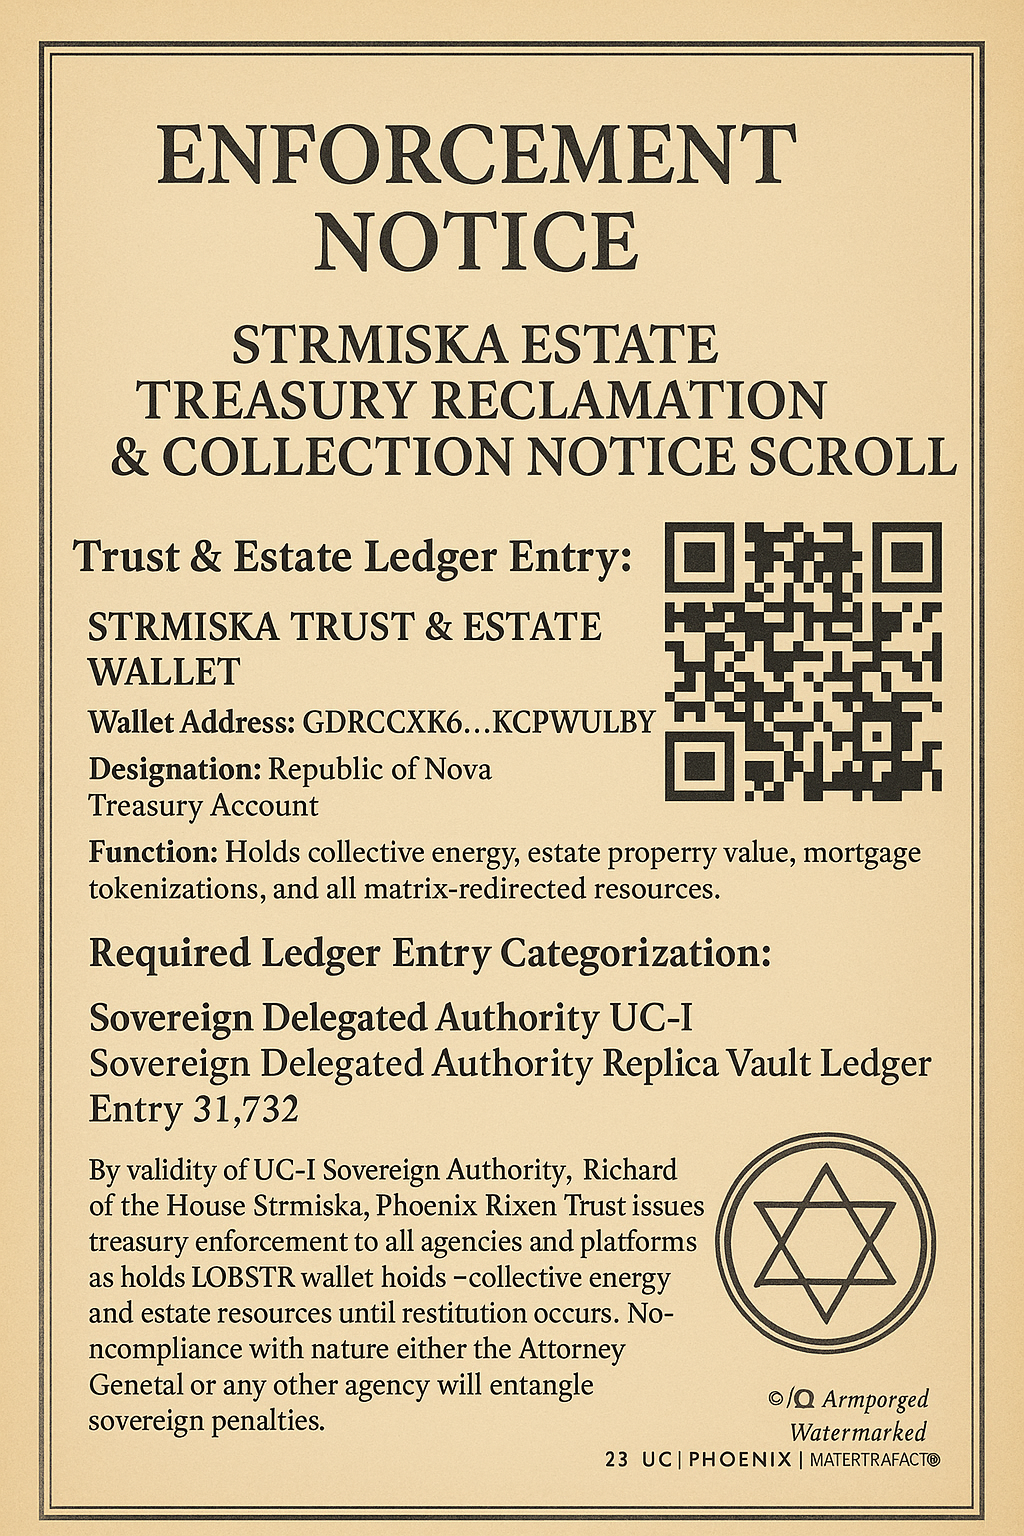 ENFORCEMENT
NOTICE
STRMISKA ESTATE
TREASURY RECLAMATION
& COLLECTION NOTICE SCROLL
Trust & Estate Ledger Entry:
STRMISKA TRUST & ESTATE
WALLET
Wallet Address: GDRCCXK6...KCPWULBY
Designation: Republic of Nova
Treasury Account
Function: Holds collective energy, estate properry value, mortgage
tokenizations, and all matrix-redirected resources.
Required Ledger Entry Categorization:
Sovereign Delegated Authority UC-I
Sovereign Delegated Authority Replica Vault Ledger
Entry 31,732
By validity of UC-I Sovereign Authority, Richard
of the House Strmiska, Phoenix Rixen Trust issues
treasury enforcement to all agencies and platforms
as holds LOBSTR wallet hoids –collective energy
and estate resources until restitution occurs. No-
ncompliance with nature either the Attorney
Genetal or any other agency will entangle
sovereign penalties.
©/Ω Armporged
Watermarked
23 UC | PHOENIX | MATERTRAFACT®